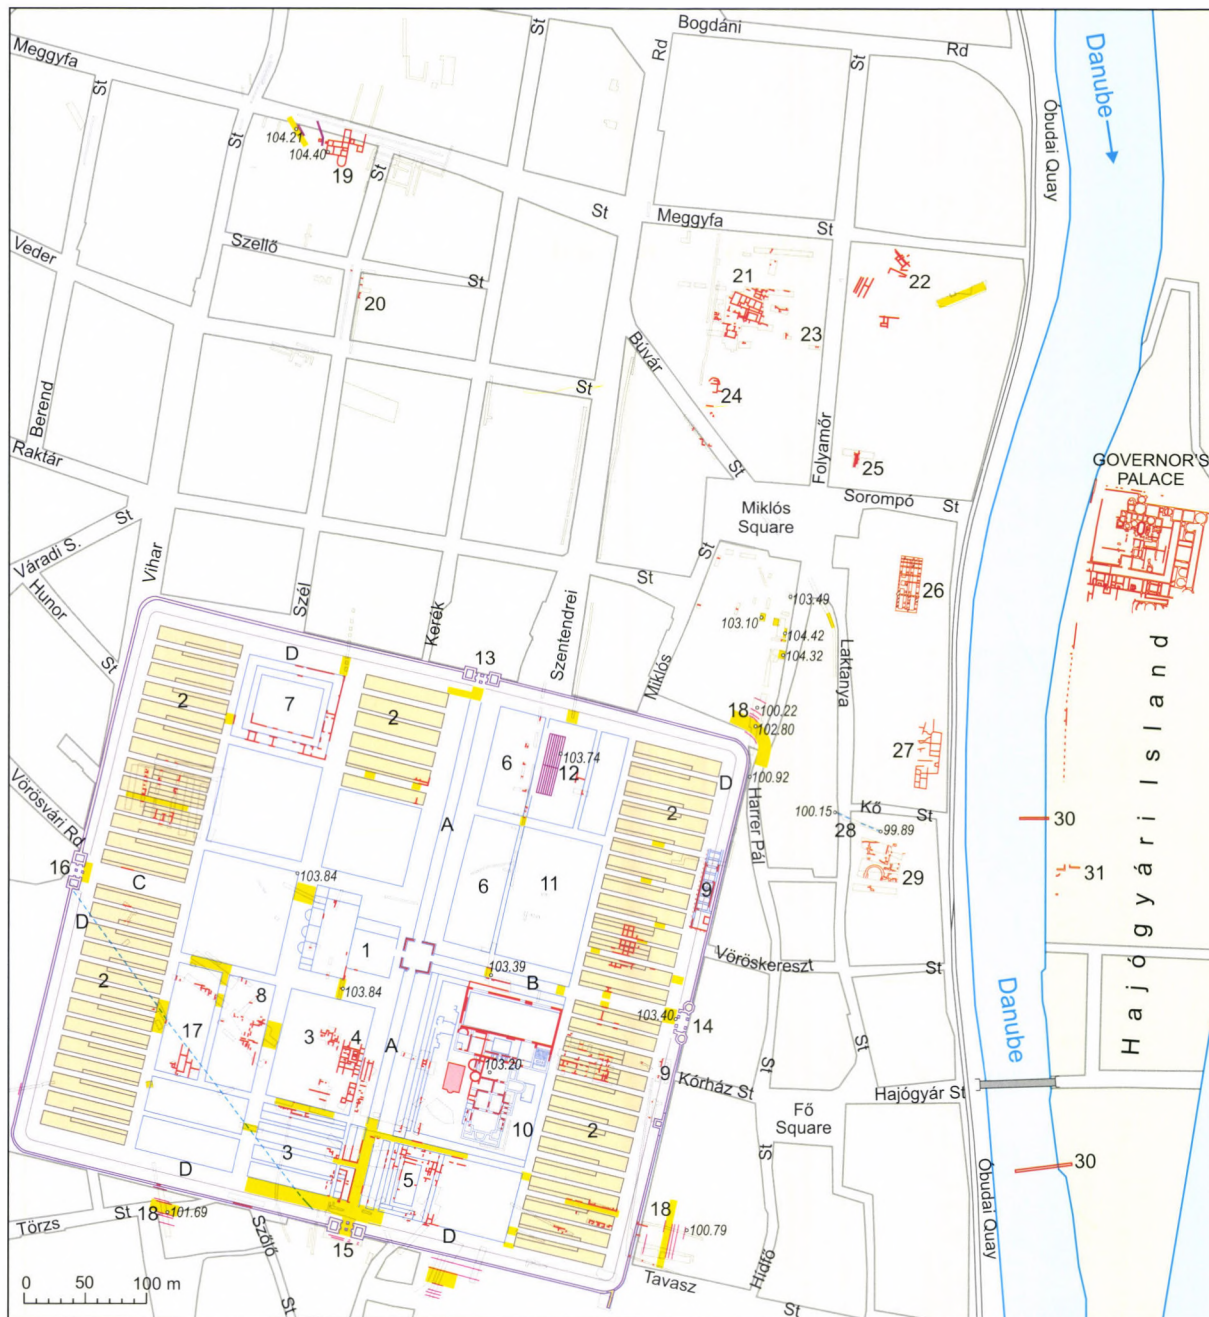 Bogdáni
Rd
Rd
St
St
Meggyfa
St
St
Danube
Óbudai Quay
104.21
104.40
19
St
St
Meggyfa
St
Veder
Szellő
St
20
21
22
23
Búvár
24
St
Berend
Folyamőr
St
25
Raktár
St
GOVERNOR'S
PALACE
Sorompó
St
Miklós
Square
Váradi S.
Hunor
St
Vihar
Szél
Kerék
Szentendrei
St
St
Miklós
26
103.49
103.10
104.42
104.32
Laktanya
13
D
2
7
2
18
100.22
102.80
6
103.74
12
D
100.92
27
2
Vörösvári Rd
A
Harrer Pál
100.15
Kő
St
28
99.89
30
16
C
103.84
6
11
9
29
31
D
1
Vöröskereszt
St
2
103.39
B
103.84
8
17
3
4
A
103.40
14
103.20
9
St
St
Kórház St
Hajógyár St
Danube
Hajógyári Island
Fő
Square
10
2
3
5
St
D
30
Óbudai Quay
Törzs
St
18
101.69
Szőlő
15
D
18
100.79
Hídfő
Tavasz
St
St
0 50 100 m